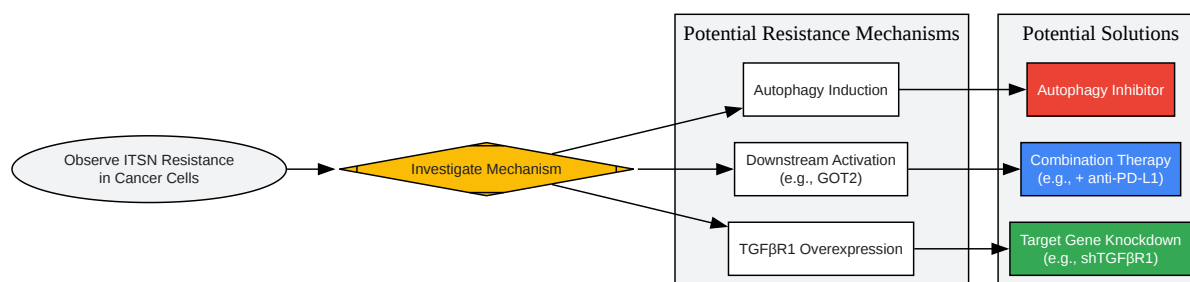 Observe ITSN Resistance
in Cancer Cells
Investigate Mechanism
Potential Resistance Mechanisms
Autophagy Induction
Downstream Activation
(e.g., GOT2)
TGFβR1 Overexpression
Potential Solutions
Autophagy Inhibitor
Combination Therapy
(e.g., + anti-PD-L1)
Target Gene Knockdown
(e.g., shTGFβR1)